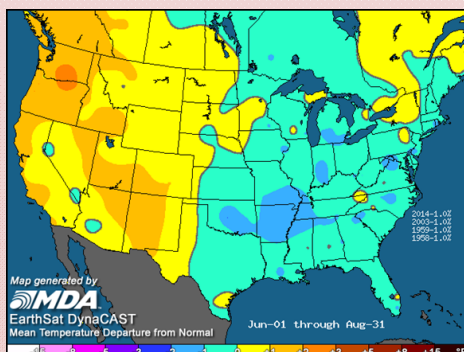 2014-1.0%
2003-1.0%
1959-1.0%
1958-1.0%
Map generated by
MDA
EarthSat DynaCAST
Mean Temperature Departure from Normal
Jun-01 through Aug-31